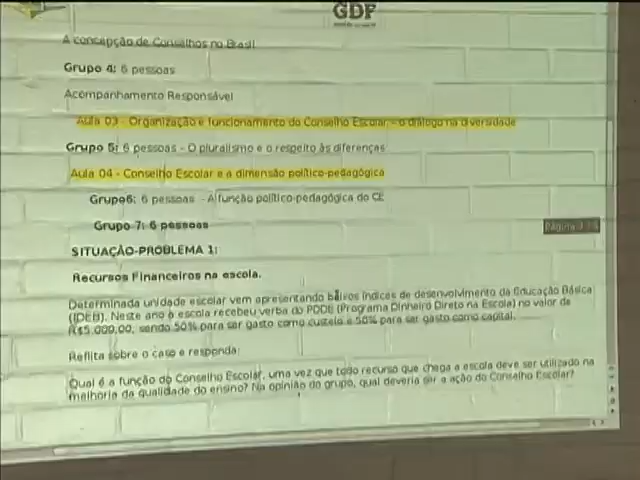 GDF
A concepção de Conselhos no Brasil
Grupo 4: 6 pessoas
Acompanhamento Responsável
Aula 03 - Organização e funcionamento do Conselho Escolar - o diálogo na diversidade
Grupo 5: 6 pessoas - O pluralismo e o respeito às diferenças
Aula 04 - Conselho Escolar e a dimensão político-pedagógica
Grupo6: 6 pessoas - A função político-pedagógica do CE
Grupo 7: 6 pessoas
Página
SITUAÇÃO-PROBLEMA 1:
Recursos Financeiros na escola.
Determinada unidade escolar vem apresentando baixos índices de desenvolvimento da Educação Básica
(IDEB). Neste ano a escola recebeu verba do PDDE (Programa Dinheiro Direto na Escola) no valor de
R$5.000,00, sendo 50% para ser gasto como custeio e 50% para ser gasto como capital.
Reflita sobre o caso e responda:
Qual é a função do Conselho Escolar, uma vez que todo recurso que chega a escola deve ser utilizado na
melhoria da qualidade do ensino? Na opinião do grupo, qual deveria ser a ação do Conselho Escolar?